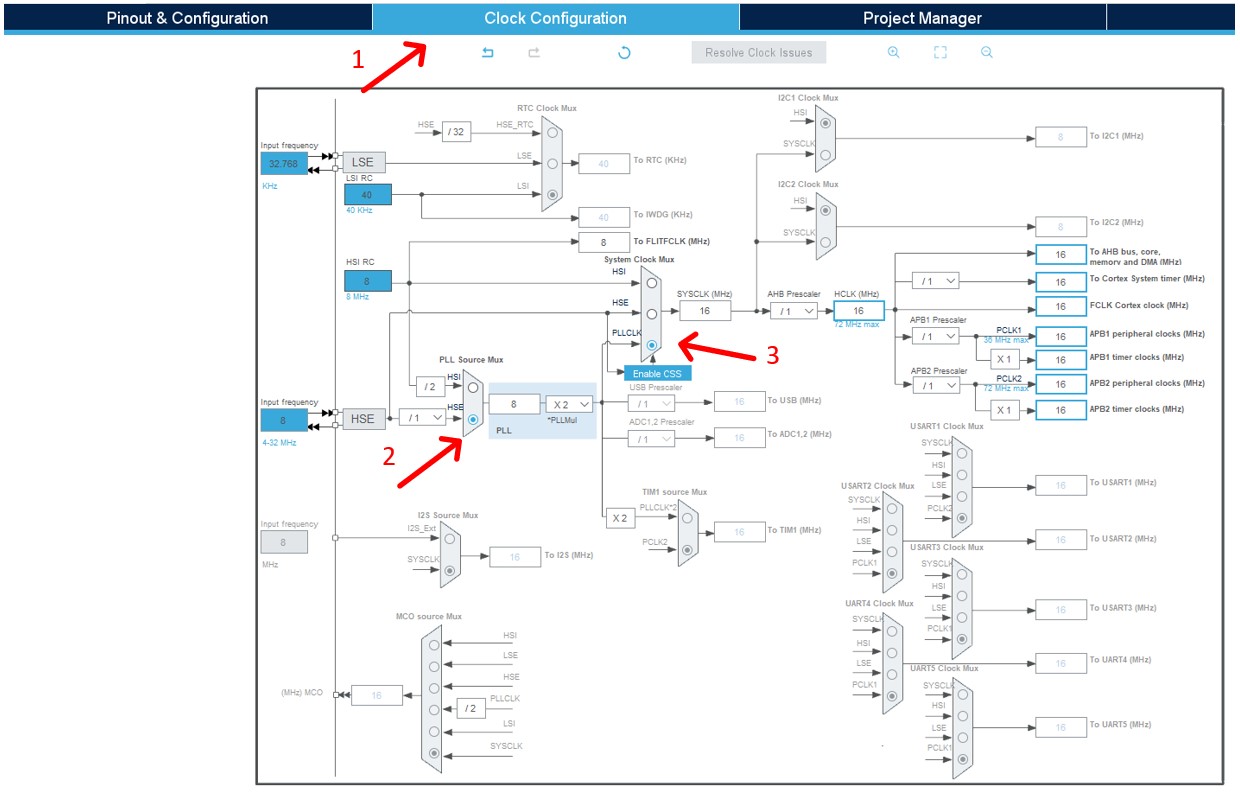 Pinout & Configuration
Clock Configuration
Project Manager
1
Resolve Clock Issues
RTC Clock Mux
HSE
/ 32
HSE_RTC
Input frequency
32.768
KHz
LSE
LSE
40
To RTC (KHz)
LSI RC
40
40 KHz
LSI
40
To IWDG (KHz)
8
To FLITFCLK (MHz)
HSI RC
8
8 MHz
System Clock Mux
HSI
HSE
PLLCLK
Enable CSS
3
SYSCLK (MHz)
16
AHB Prescaler
/ 1
HCLK (MHz)
16
72 MHz max
I2C1 Clock Mux
HSI
SYSCLK
8
To I2C1 (MHz)
I2C2 Clock Mux
HSI
SYSCLK
8
To I2C2 (MHz)
16
To AHB bus, core,
memory and DMA (MHz)
/ 1
16
To Cortex System timer (MHz)
16
FCLK Cortex clock (MHz)
APB1 Prescaler
/ 1
PCLK1
36 MHz max
16
APB1 peripheral clocks (MHz)
X 1
16
APB1 timer clocks (MHz)
APB2 Prescaler
/ 1
PCLK2
72 MHz max
16
APB2 peripheral clocks (MHz)
X 1
16
APB2 timer clocks (MHz)
PLL Source Mux
HSI
/ 2
Input frequency
8
4-32 MHz
HSE
/ 1
HSE
2
8
X 2
*PLLMul
PLL
USB Prescaler
/ 1
16
To USB (MHz)
ADC1,2 Prescaler
/ 1
16
To ADC1,2 (MHz)
TIM1 source Mux
X 2
PLLCLK*2
PCLK2
16
To TIM1 (MHz)
Input frequency
8
MHz
I2S Source Mux
I2S_Ext
SYSCLK
16
To I2S (MHz)
USART1 Clock Mux
SYSCLK
HSI
LSE
PCLK2
16
To USART1 (MHz)
USART2 Clock Mux
SYSCLK
HSI
LSE
PCLK1
16
To USART2 (MHz)
USART3 Clock Mux
SYSCLK
HSI
LSE
PCLK1
16
To USART3 (MHz)
UART4 Clock Mux
SYSCLK
HSI
LSE
PCLK1
16
To UART4 (MHz)
UART5 Clock Mux
SYSCLK
HSI
LSE
PCLK1
16
To UART5 (MHz)
MCO source Mux
HSI
LSE
HSE
PLLCLK
/ 2
LSI
SYSCLK
(MHz) MCO
16